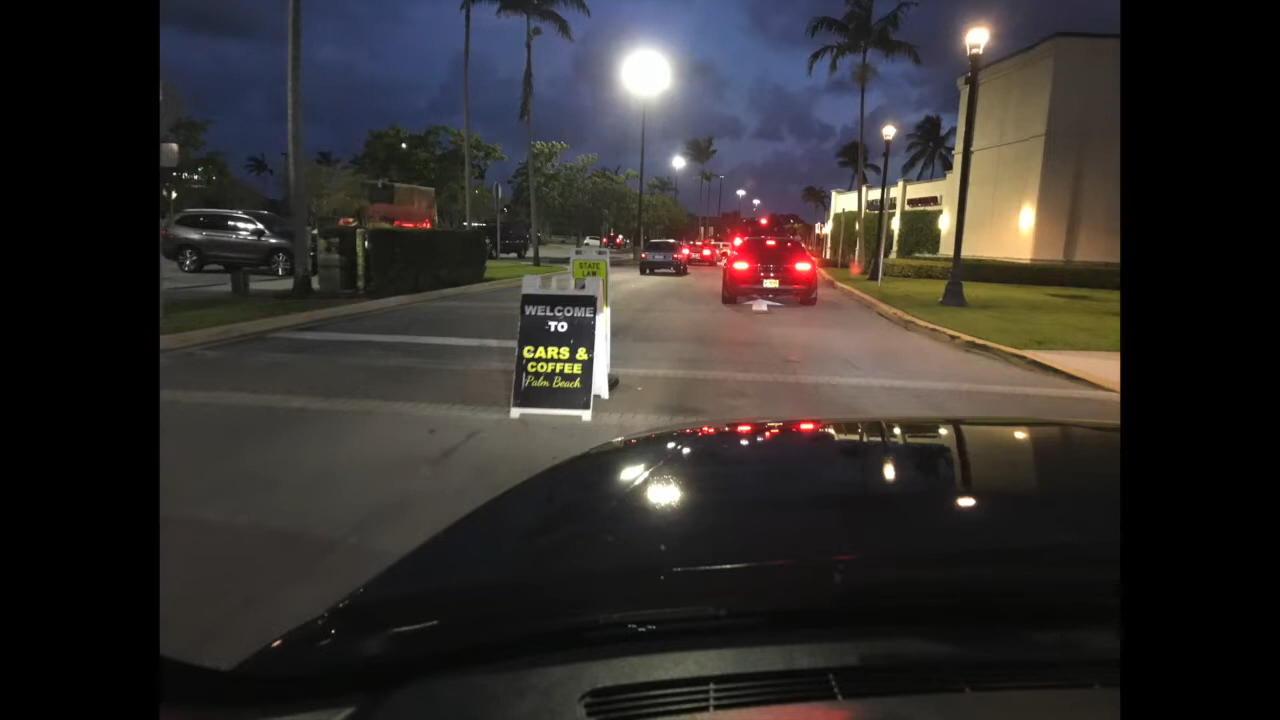 STATE
LAW
WELCOME
TO
CARS &
COFFEE
Palm Beach